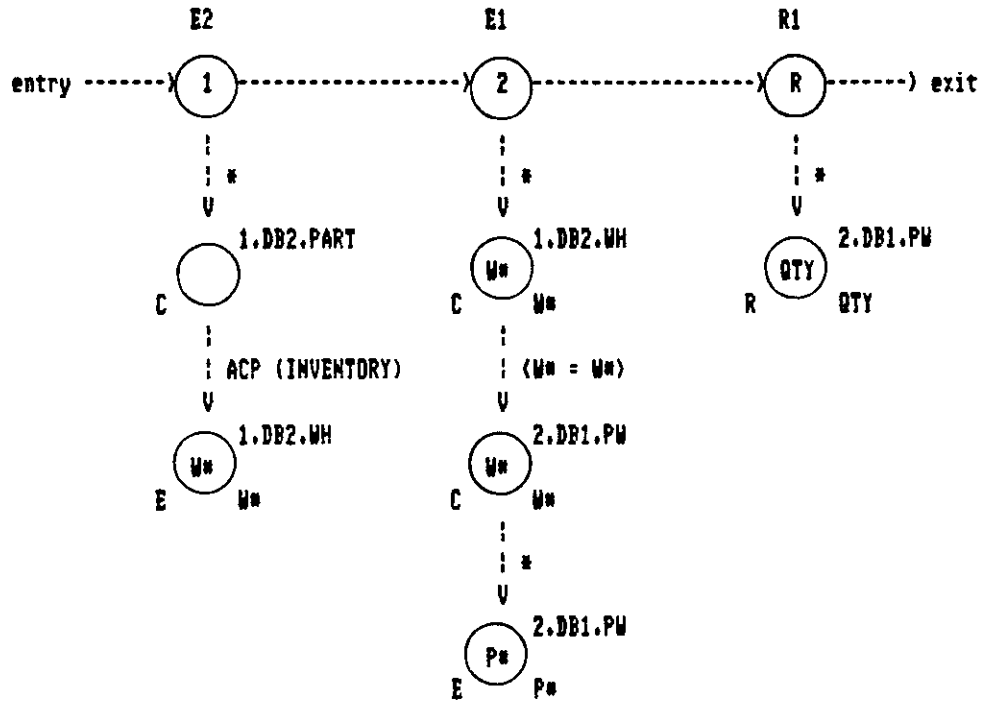 E2 E1 R1
entry 1 2 R exit
* * *
1.DB2.PART 1.DB2.WH 2.DB1.PW
W* QTY
C C W* R QTY
ACP (INVENTORY) <W* = W*>
1.DB2.WH 2.DB1.PW
W* W*
E W* C W*
*
2.DB1.PW
P*
E P*